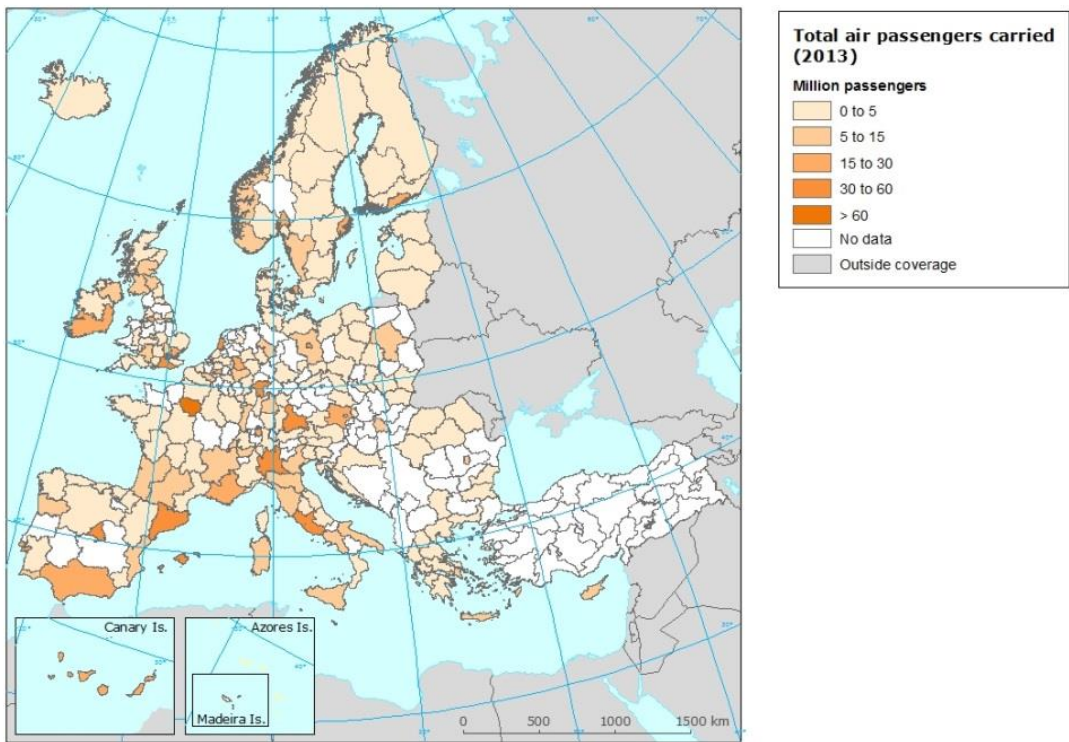 Total air passengers carried
(2013)
Million passengers
0 to 5
5 to 15
15 to 30
30 to 60
> 60
No data
Outside coverage
Canary Is.
Azores Is.
Madeira Is.
0 500 1000 1500 km